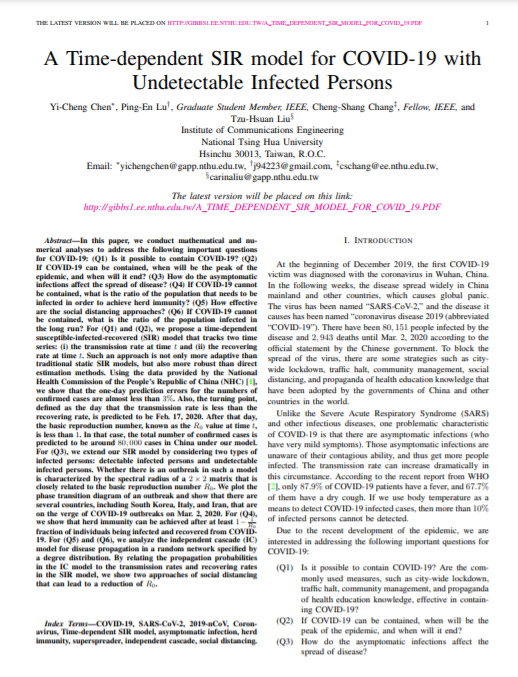 THE LATEST VERSION WILL BE PLACED ON HTTP://GIBBS1.EE.NTHU.EDU.TW/A_TIME_DEPENDENT_SIR_MODEL_FOR_COVID_19.PDF
1
A Time-dependent SIR model for COVID-19 with
Undetectable Infected Persons
Yi-Cheng Chen*, Ping-En Lu†, Graduate Student Member, IEEE, Cheng-Shang Chang‡, Fellow, IEEE, and
Tzu-Hsuan Liu§
Institute of Communications Engineering
National Tsing Hua University
Hsinchu 30013, Taiwan, R.O.C.
Email: *yichengchen@gapp.nthu.edu.tw, †j94223@gmail.com, ‡cschang@ee.nthu.edu.tw,
§carinaliu@gapp.nthu.edu.tw
The latest version will be placed on this link:
http://gibbs1.ee.nthu.edu.tw/A_TIME_DEPENDENT_SIR_MODEL_FOR_COVID_19.PDF
Abstract—In this paper, we conduct mathematical and nu-
merical analyses to address the following important questions
for COVID-19: (Q1) Is it possible to contain COVID-19? (Q2)
If COVID-19 can be contained, when will be the peak of the
epidemic, and when will it end? (Q3) How do the asymptomatic
infections affect the spread of disease? (Q4) If COVID-19 cannot
be contained, what is the ratio of the population that needs to be
infected in order to achieve herd immunity? (Q5) How effective
are the social distancing approaches? (Q6) If COVID-19 cannot
be contained, what is the ratio of the population infected in
the long run? For (Q1) and (Q2), we propose a time-dependent
susceptible-infected-recovered (SIR) model that tracks two time
series: (i) the transmission rate at time t and (ii) the recovering
rate at time t. Such an approach is not only more adaptive than
traditional static SIR models, but also more robust than direct
estimation methods. Using the data provided by the National
Health Commission of the People's Republic of China (NHC) [1],
we show that the one-day prediction errors for the numbers of
confirmed cases are almost less than 3%. Also, the turning point,
defined as the day that the transmission rate is less than the
recovering rate, is predicted to be Feb. 17, 2020. After that day,
the basic reproduction number, known as the R₀ value at time t,
is less than 1. In that case, the total number of confirmed cases is
predicted to be around 80,000 cases in China under our model.
For (Q3), we extend our SIR model by considering two types of
infected persons: detectable infected persons and undetectable
infected persons. Whether there is an outbreak in such a model
is characterized by the spectral radius of a 2 × 2 matrix that is
closely related to the basic reproduction number R₀. We plot the
phase transition diagram of an outbreak and show that there are
several countries, including South Korea, Italy, and Iran, that are
on the verge of COVID-19 outbreaks on Mar. 2, 2020. For (Q4),
we show that herd immunity can be achieved after at least 1 − 1/R₀
fraction of individuals being infected and recovered from COVID-
19. For (Q5) and (Q6), we analyze the independent cascade (IC)
model for disease propagation in a random network specified by
a degree distribution. By relating the propagation probabilities
in the IC model to the transmission rates and recovering rates
in the SIR model, we show two approaches of social distancing
that can lead to a reduction of R₀.
Index Terms—COVID-19, SARS-CoV-2, 2019-nCoV, Coron-
avirus, Time-dependent SIR model, asymptomatic infection, herd
immunity, superspreader, independent cascade, social distancing.
I. INTRODUCTION
At the beginning of December 2019, the first COVID-19
victim was diagnosed with the coronavirus in Wuhan, China.
In the following weeks, the disease spread widely in China
mainland and other countries, which causes global panic.
The virus has been named "SARS-CoV-2," and the disease it
causes has been named "coronavirus disease 2019 (abbreviated
"COVID-19"). There have been 80,151 people infected by the
disease and 2,943 deaths until Mar. 2, 2020 according to the
official statement by the Chinese government. To block the
spread of the virus, there are some strategies such as city-
wide lockdown, traffic halt, community management, social
distancing, and propaganda of health education knowledge that
have been adopted by the governments of China and other
countries in the world.
Unlike the Severe Acute Respiratory Syndrome (SARS)
and other infectious diseases, one problematic characteristic
of COVID-19 is that there are asymptomatic infections (who
have very mild symptoms). Those asymptomatic infections are
unaware of their contagious ability, and thus get more people
infected. The transmission rate can increase dramatically in
this circumstance. According to the recent report from WHO
[2], only 87.9% of COVID-19 patients have a fever, and 67.7%
of them have a dry cough. If we use body temperature as a
means to detect COVID-19 infected cases, then more than 10%
of infected persons cannot be detected.
Due to the recent development of the epidemic, we are
interested in addressing the following important questions for
COVID-19:
(Q1) Is it possible to contain COVID-19? Are the com-
monly used measures, such as city-wide lockdown,
traffic halt, community management, and propaganda
of health education knowledge, effective in contain-
ing COVID-19?
(Q2) If COVID-19 can be contained, when will be the
peak of the epidemic, and when will it end?
(Q3) How do the asymptomatic infections affect the
spread of disease?